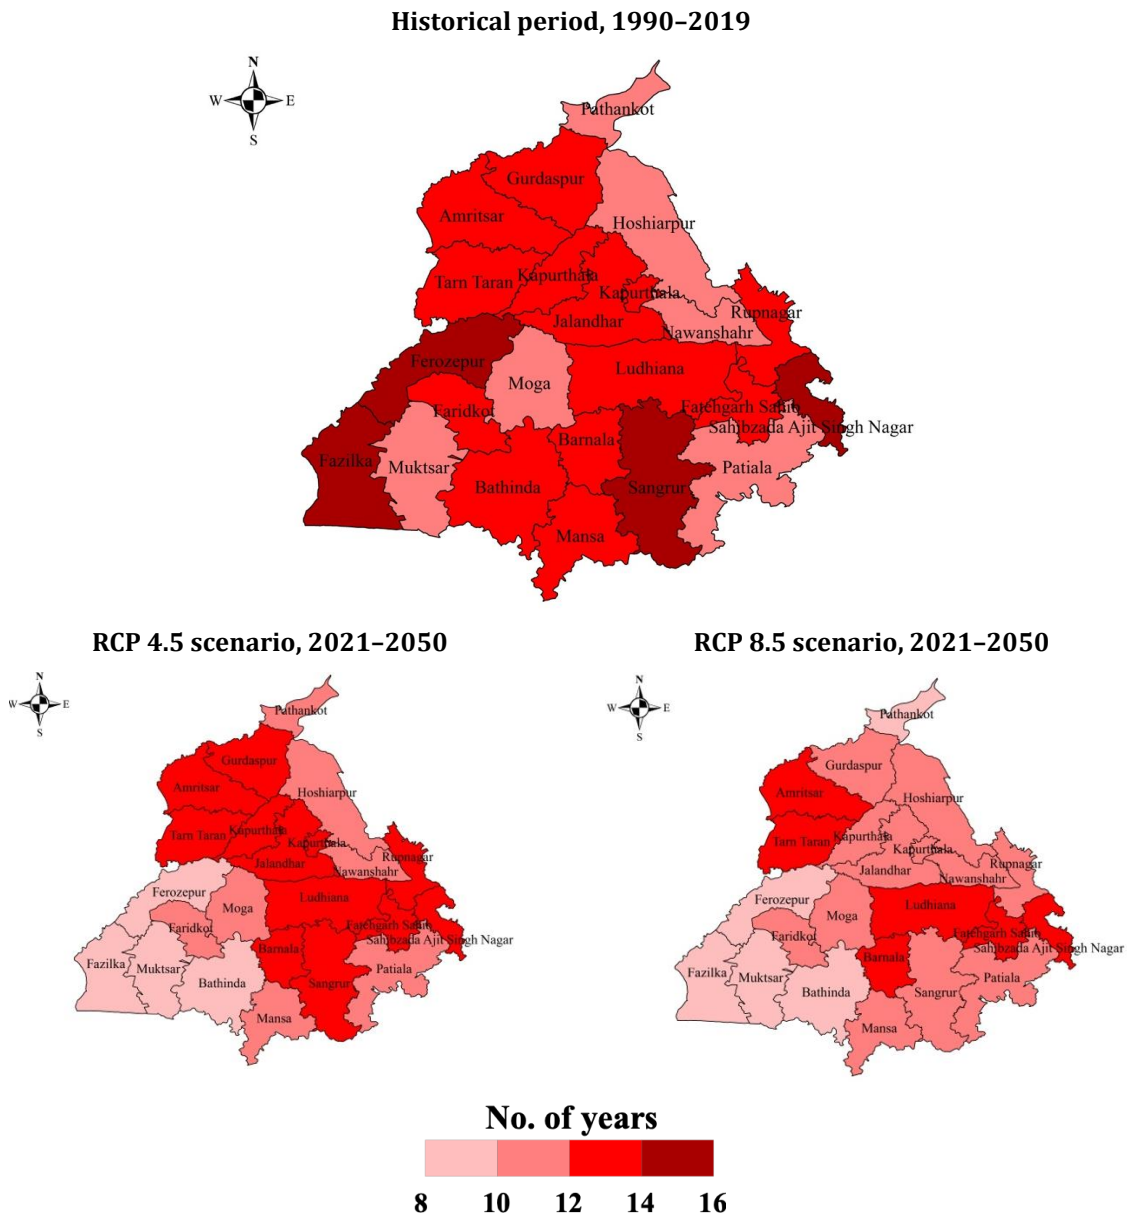 Historical period, 1990–2019
N
W E
S
Pathankot
Gurdaspur
Amritsar
Hoshiarpur
Tarn Taran
Kapurthala
Kapurthala
Rupnagar
Jalandhar
Nawanshahr
Ferozepur
Ludhiana
Moga
Faridkot
Fatehgarh Sahib
Sahibzada Ajit Singh Nagar
Barnala
Fazilka
Muktsar
Patiala
Bathinda
Sangrur
Mansa
RCP 4.5 scenario, 2021–2050
N
W E
S
Pathankot
Gurdaspur
Amritsar
Hoshiarpur
Tarn Taran
Kapurthala
Kapurthala
Rupnagar
Jalandhar
Nawanshahr
Ferozepur
Ludhiana
Moga
Faridkot
Fatehgarh Sahib
Sahibzada Ajit Singh Nagar
Barnala
Fazilka
Muktsar
Patiala
Bathinda
Sangrur
Mansa
RCP 8.5 scenario, 2021–2050
N
W E
S
Pathankot
Gurdaspur
Amritsar
Hoshiarpur
Tarn Taran
Kapurthala
Kapurthala
Rupnagar
Jalandhar
Nawanshahr
Ferozepur
Ludhiana
Moga
Faridkot
Fatehgarh Sahib
Sahibzada Ajit Singh Nagar
Barnala
Fazilka
Muktsar
Patiala
Bathinda
Sangrur
Mansa
No. of years
8 10 12 14 16